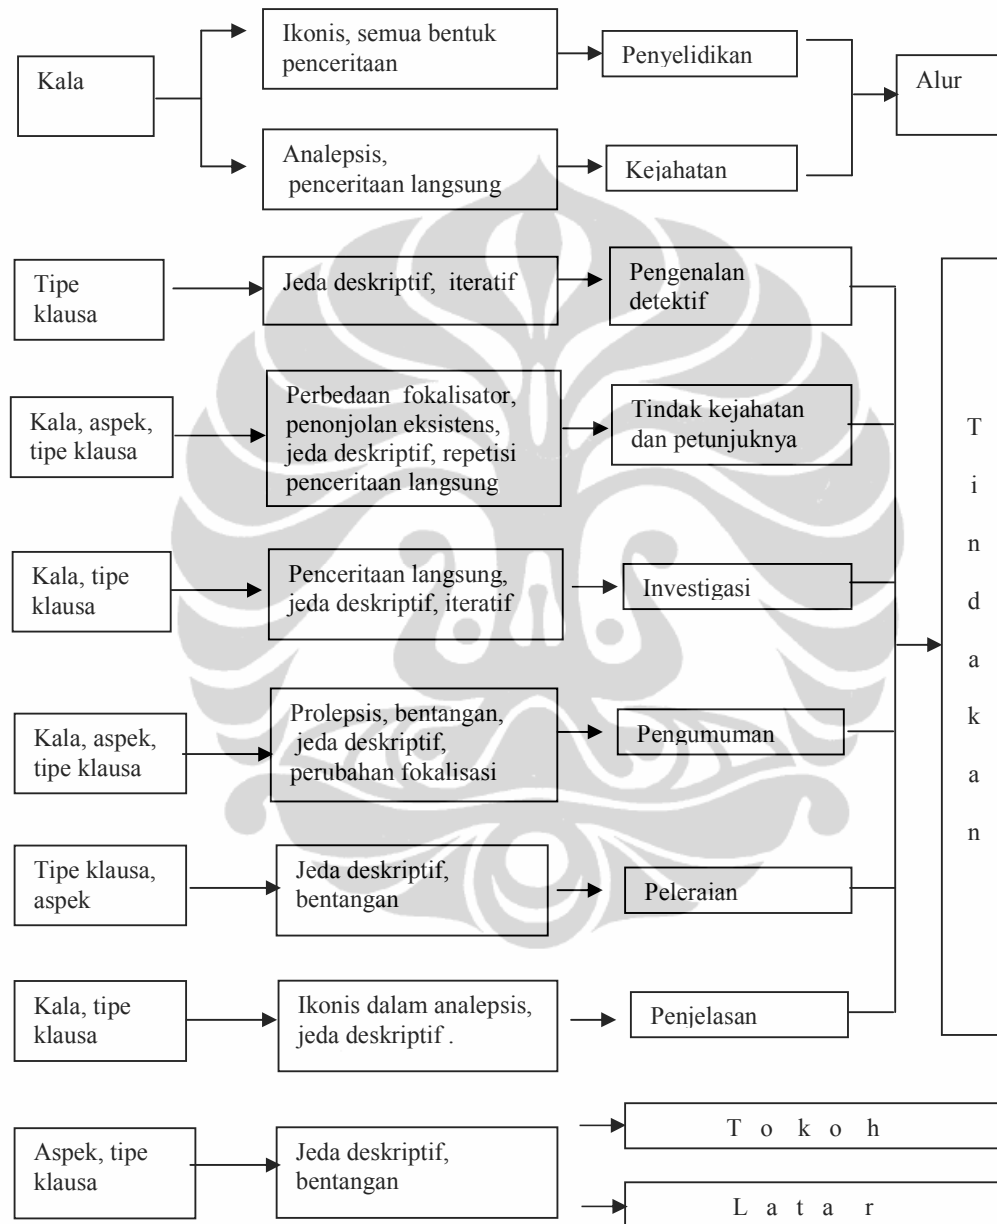 Kala
Ikonis, semua bentuk
penceritaan
Penyelidikan
Alur
Analepsis,
penceritaan langsung
Kejahatan
Tipe
klausa
Jeda deskriptif, iteratif
Pengenalan
detektif
Kala, aspek,
tipe klausa
Perbedaan fokalisator,
penonjolan eksistens,
jeda deskriptif, repetisi
penceritaan langsung
Tindak kejahatan
dan petunjuknya
Kala, tipe
klausa
Penceritaan langsung,
jeda deskriptif, iteratif
Investigasi
Kala, aspek,
tipe klausa
Prolepsis, bentangan,
jeda deskriptif,
perubahan fokalisasi
Pengumuman
Tipe klausa,
aspek
Jeda deskriptif,
bentangan
Peleraian
Kala, tipe
klausa
Ikonis dalam analepsis,
jeda deskriptif .
Penjelasan
T
i
n
d
a
k
a
n
Aspek, tipe
klausa
Jeda deskriptif,
bentangan
T o k o h
L a t a r